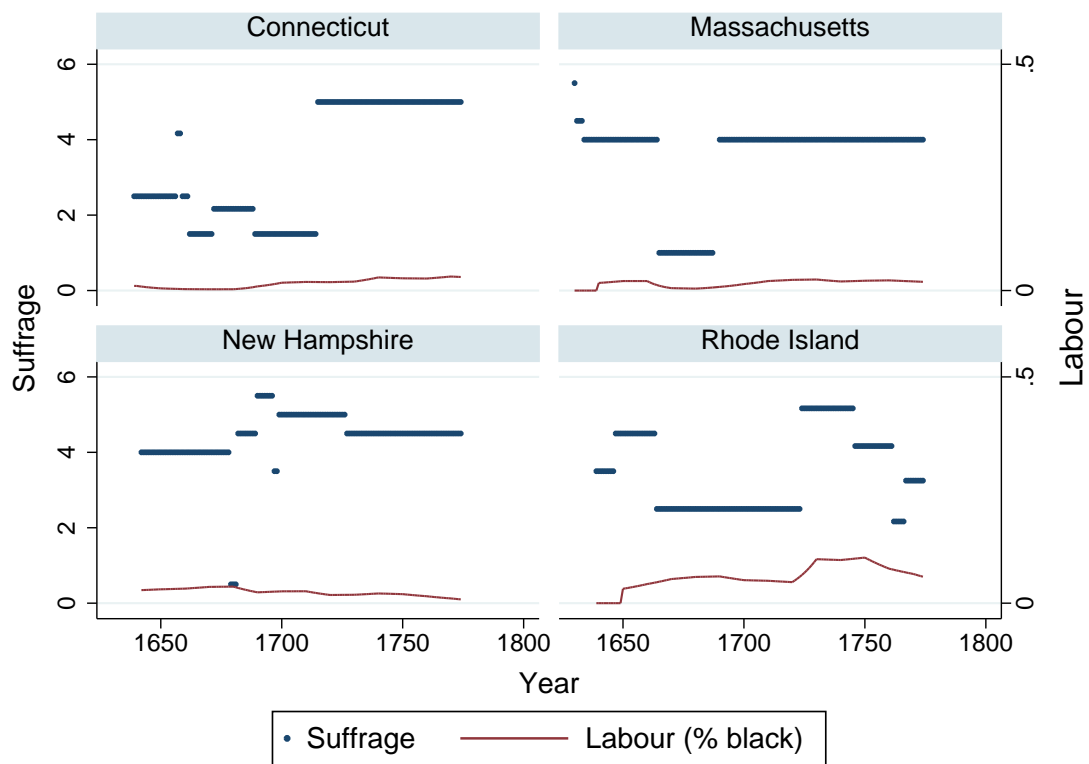 Connecticut
Massachusetts
6
4
2
0
.5
0
New Hampshire
Rhode Island
6
4
2
0
.5
0
Suffrage
Labour
1650
1700
1750
1800
1650
1700
1750
1800
Year
Suffrage
Labour (% black)